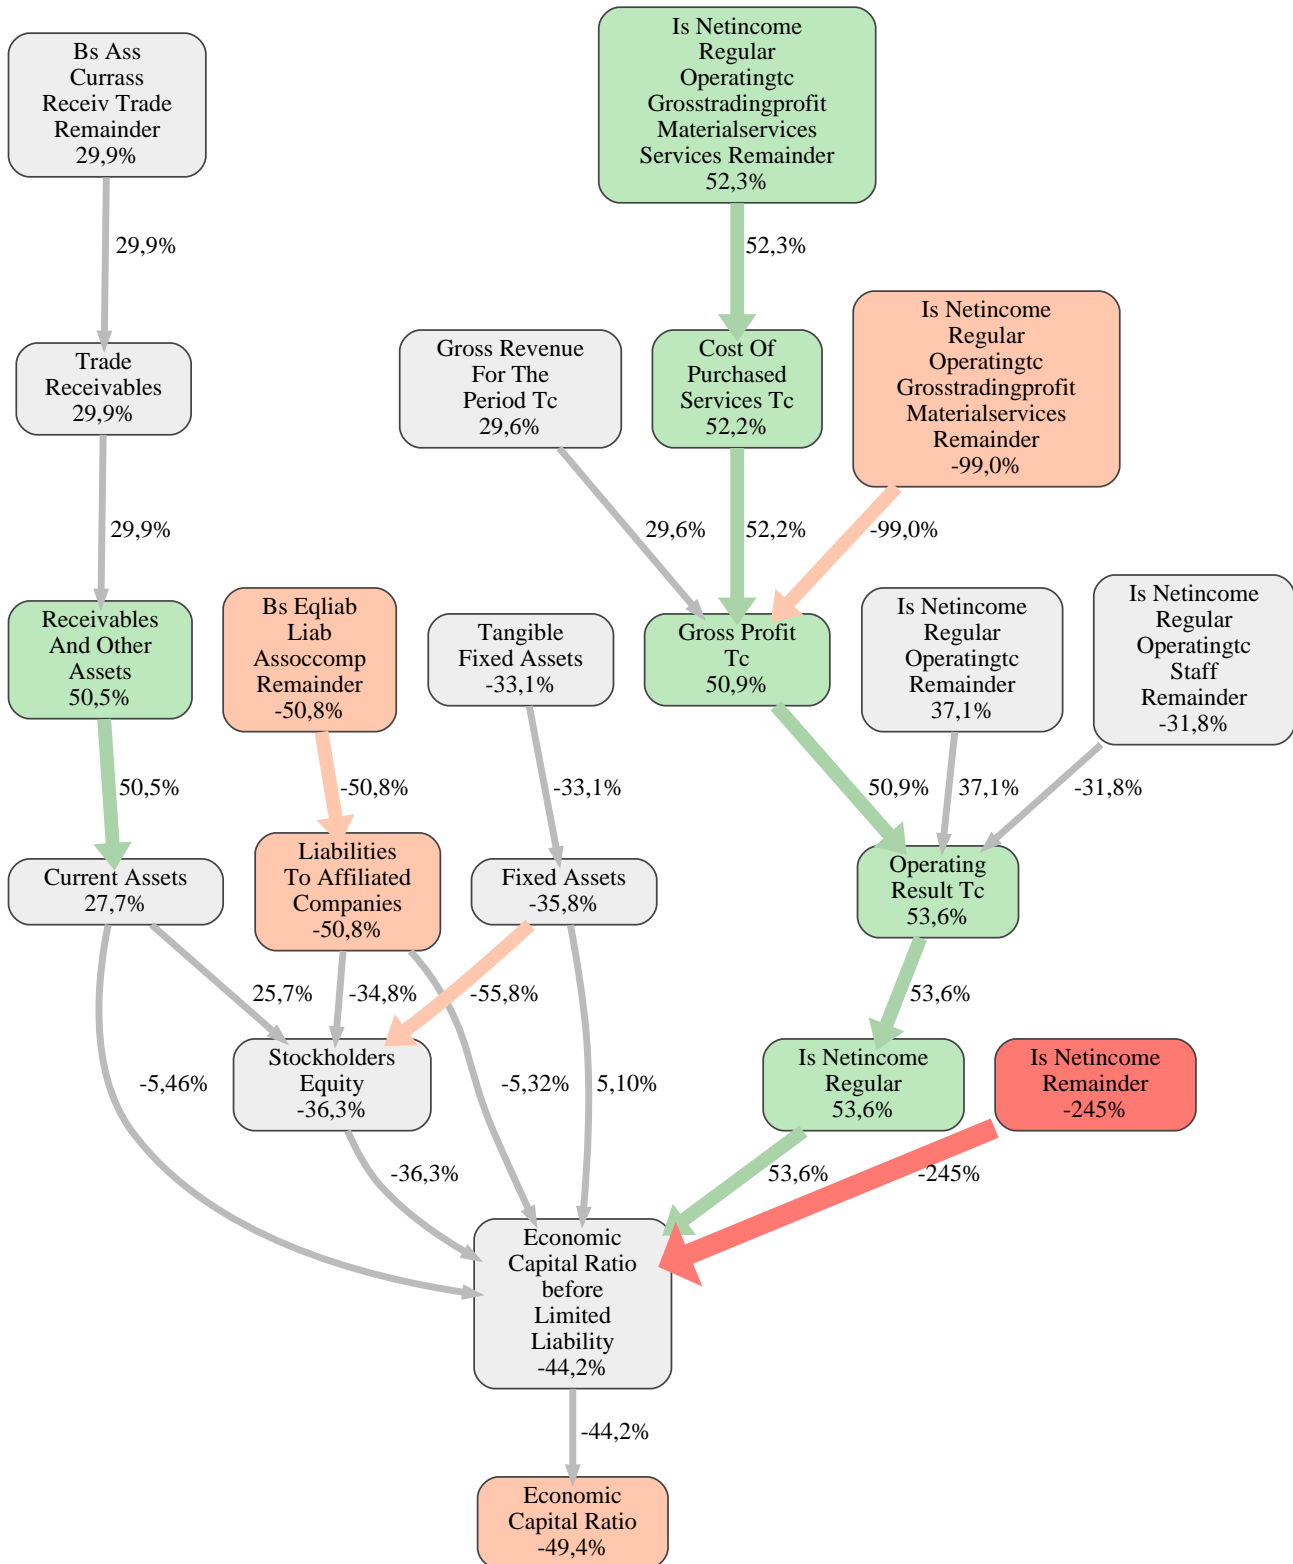 Bs Ass
Currass
Receiv Trade
Remainder
29,9%
Is Netincome
Regular
Operatingtc
Grosstradingprofit
Materialservices
Services Remainder
52,3%
29,9%
52,3%
Trade
Receivables
29,9%
Gross Revenue
For The
Period Tc
29,6%
Cost Of
Purchased
Services Tc
52,2%
Is Netincome
Regular
Operatingtc
Grosstradingprofit
Materialservices
Remainder
-99,0%
29,9%
29,6%
52,2%
-99,0%
Receivables
And Other
Assets
50,5%
Bs Eqliab
Liab
Assoccomp
Remainder
-50,8%
Tangible
Fixed Assets
-33,1%
Gross Profit
Tc
50,9%
Is Netincome
Regular
Operatingtc
Remainder
37,1%
Is Netincome
Regular
Operatingtc
Staff
Remainder
-31,8%
50,5%
-50,8%
-33,1%
50,9%
37,1%
-31,8%
Current Assets
27,7%
Liabilities
To Affiliated
Companies
-50,8%
Fixed Assets
-35,8%
Operating
Result Tc
53,6%
25,7%
-34,8%
-55,8%
53,6%
Stockholders
Equity
-36,3%
Is Netincome
Regular
53,6%
Is Netincome
Remainder
-245%
-5,46%
-5,32%
5,10%
-36,3%
53,6%
-245%
Economic
Capital Ratio
before
Limited
Liability
-44,2%
-44,2%
Economic
Capital Ratio
-49,4%